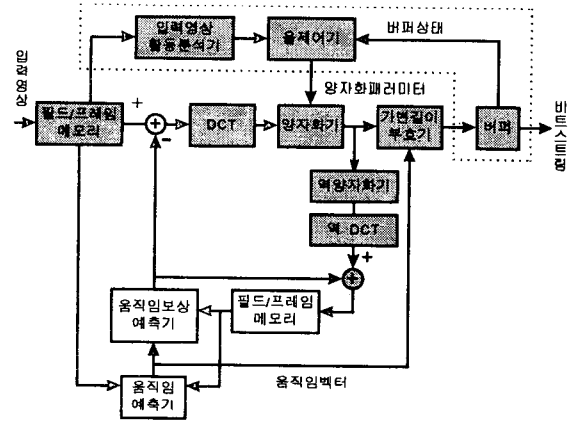 입력영상
활동분석기
율제어기
버퍼상태
입력영상
양자화패러미터
비트스트림
필드/프레임
메모리
+
−
DCT
양자화기
가변길이
부호기
버퍼
역양자화기
역 DCT
+
움직임보상
예측기
필드/프레임
메모리
움직임벡터
움직임
예측기